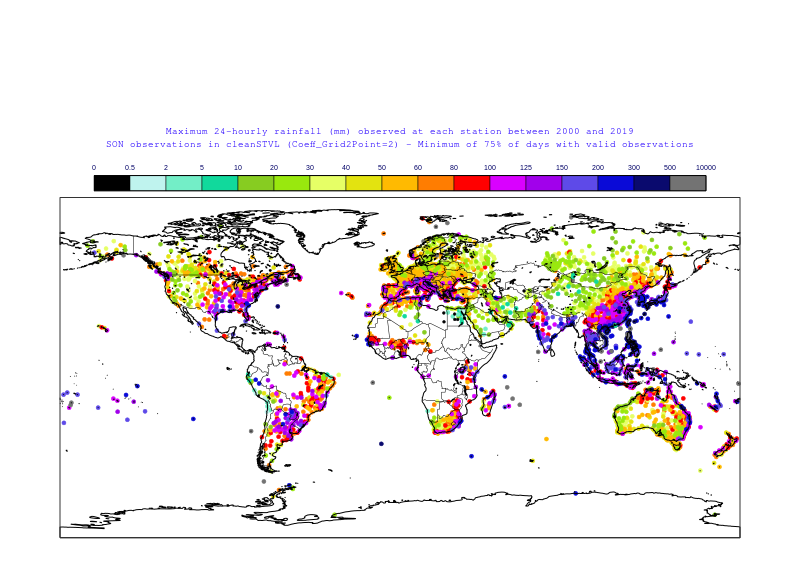 Maximum 24-hourly rainfall (mm) observed at each station between 2000 and 2019
SON observations in cleanSTVL (Coeff_Grid2Point=2) - Minimum of 75% of days with valid observations
0 0.5 2 5 10 20 30 40 60 80 100 125 150 200 300 500 10000